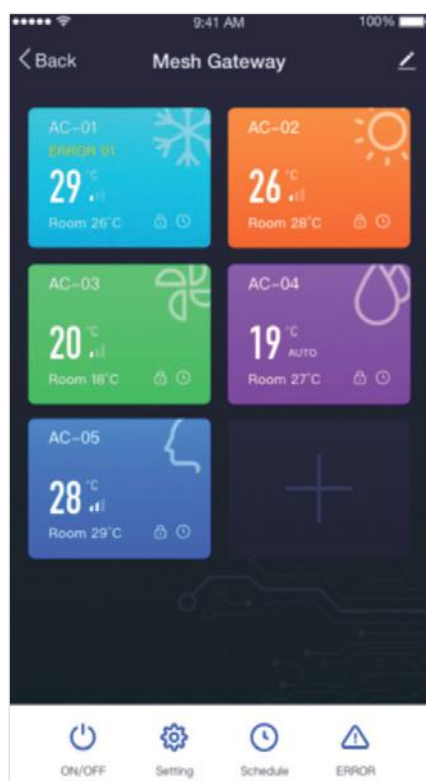 9:41 AM 100%
Back Mesh Gateway
AC-01
ERROR 01
29 °C
Room 26°C
AC-02
26 °C
Room 28°C
AC-03
20 °C
Room 18°C
AC-04
19 °C
AUTO
Room 27°C
AC-05
28 °C
Room 29°C
ON/OFF Setting Schedule ERROR